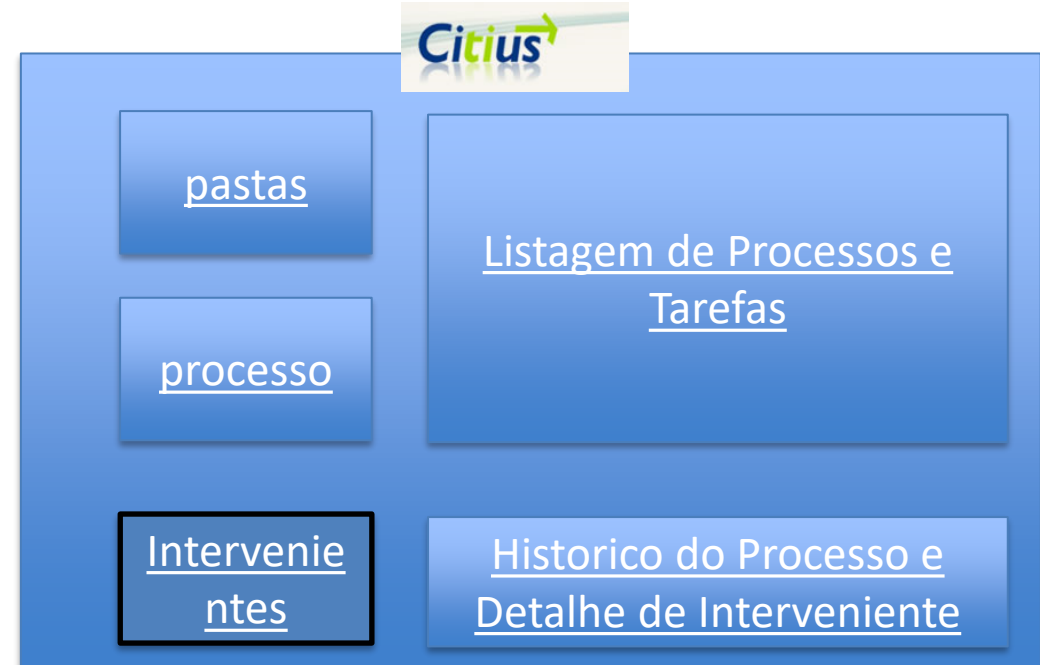 Citius
pastas
Listagem de Processos e
Tarefas
processo
Intervenie
ntes
Historico do Processo e
Detalhe de Interveniente